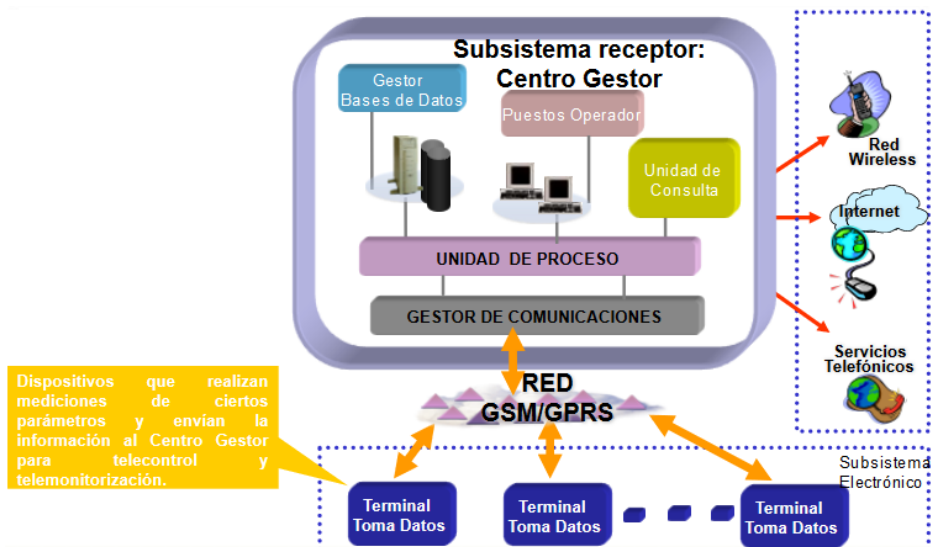 Subsistema receptor:
Centro Gestor
Gestor
Bases de Datos
Puestos Operador
Unidad de
Consulta
UNIDAD DE PROCESO
GESTOR DE COMUNICACIONES
Red
Wireless
Internet
Servicios
Telefónicos
RED
GSM/GPRS
Dispositivos que realizan
mediciones de ciertos
parámetros y envían la
información al Centro Gestor
para telecontrol y
telemonitorización.
Subsistema
Electrónico
Terminal
Toma Datos
Terminal
Toma Datos
Terminal
Toma Datos